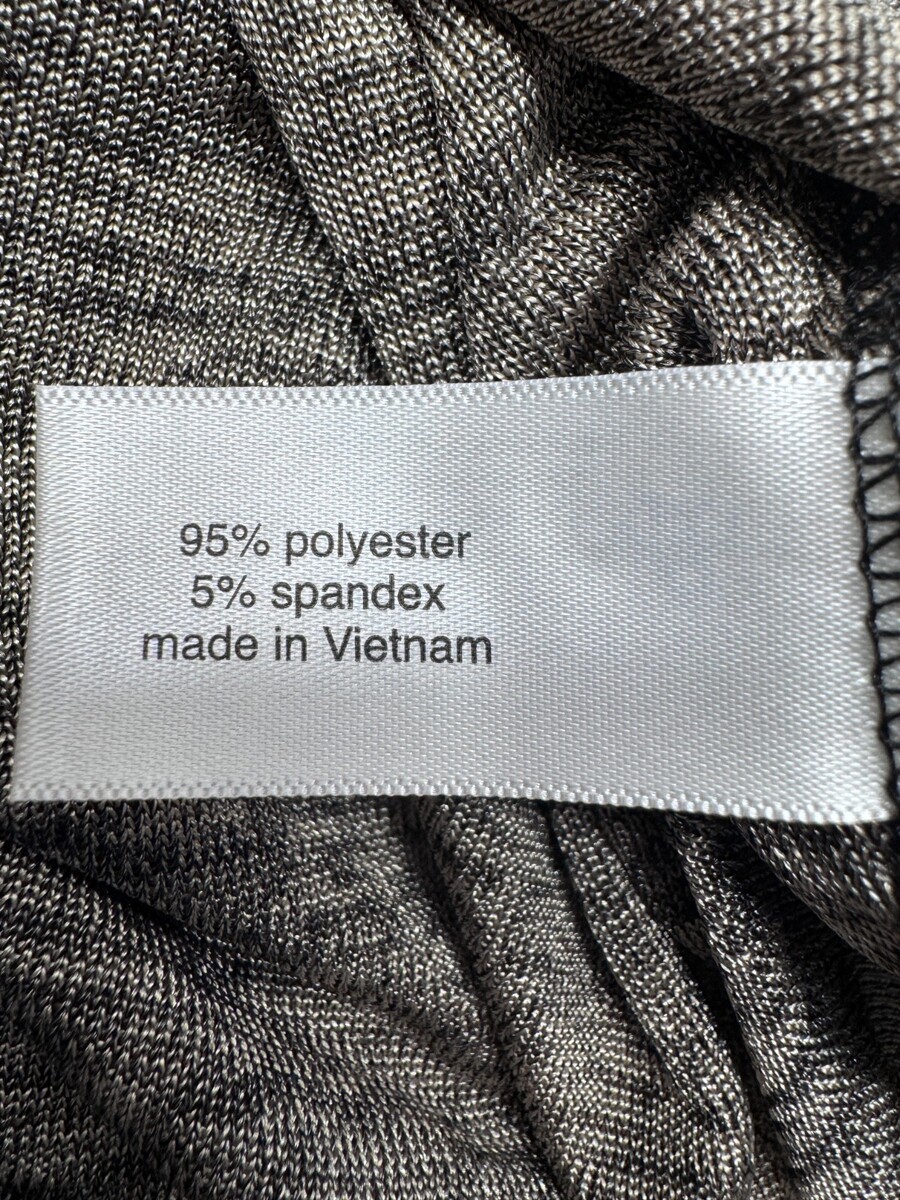 95% polyester
5% spandex
made in Vietnam